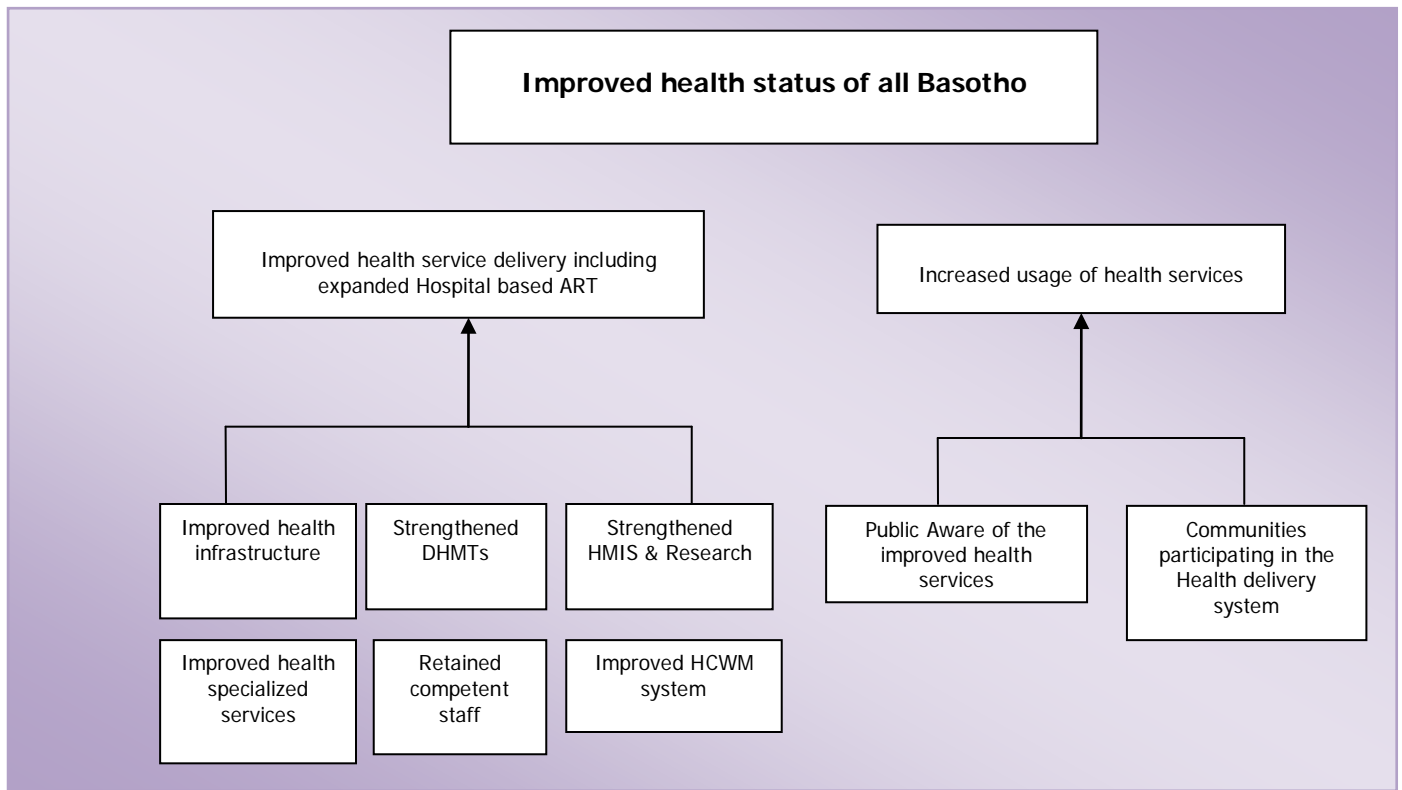 Improved health status of all Basotho
Improved health service delivery including
expanded Hospital based ART
Increased usage of health services
Improved health
infrastructure
Strengthened
DHMTs
Strengthened
HMIS & Research
Public Aware of the
improved health
services
Communities
participating in the
Health delivery
system
Improved health
specialized
services
Retained
competent
staff
Improved HCWM
system